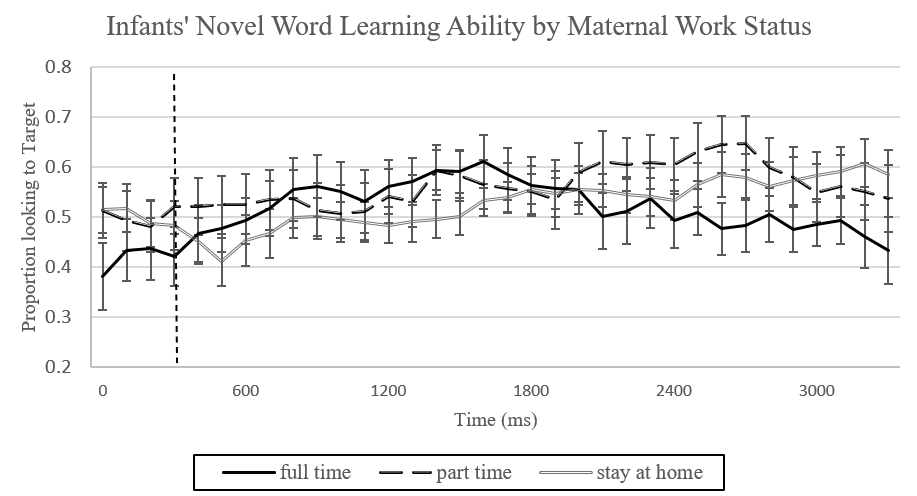 Infants' Novel Word Learning Ability by Maternal Work Status
0.8
0.7
0.6
0.5
0.4
0.3
0.2
Proportion looking to Target
0 600 1200 1800 2400 3000
Time (ms)
full time part time stay at home